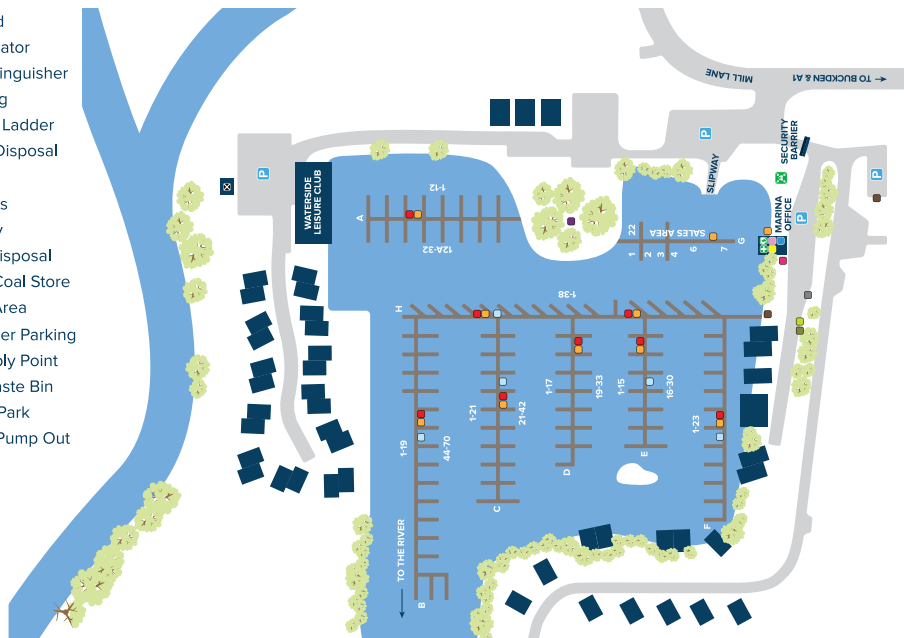 ator
inguisher
g
Ladder
Disposal
s
y
isposal
Coal Store
Area
er Parking
bly Point
aste Bin
Park
Pump Out
MILL LANE
← TO BUCKDEN & A1
P
P
P
P
SLIPWAY
SECURITY
BARRIER
MARINA
OFFICE
WATERSIDE
LEISURE CLUB
A
1-12
12A-32
SALES AREA
22
1
2
3
4
6
7
G
H
1-38
1-19
44-70
1-21
21-42
1-17
19-33
1-15
16-30
1-23
B
C
D
E
F
TO THE RIVER